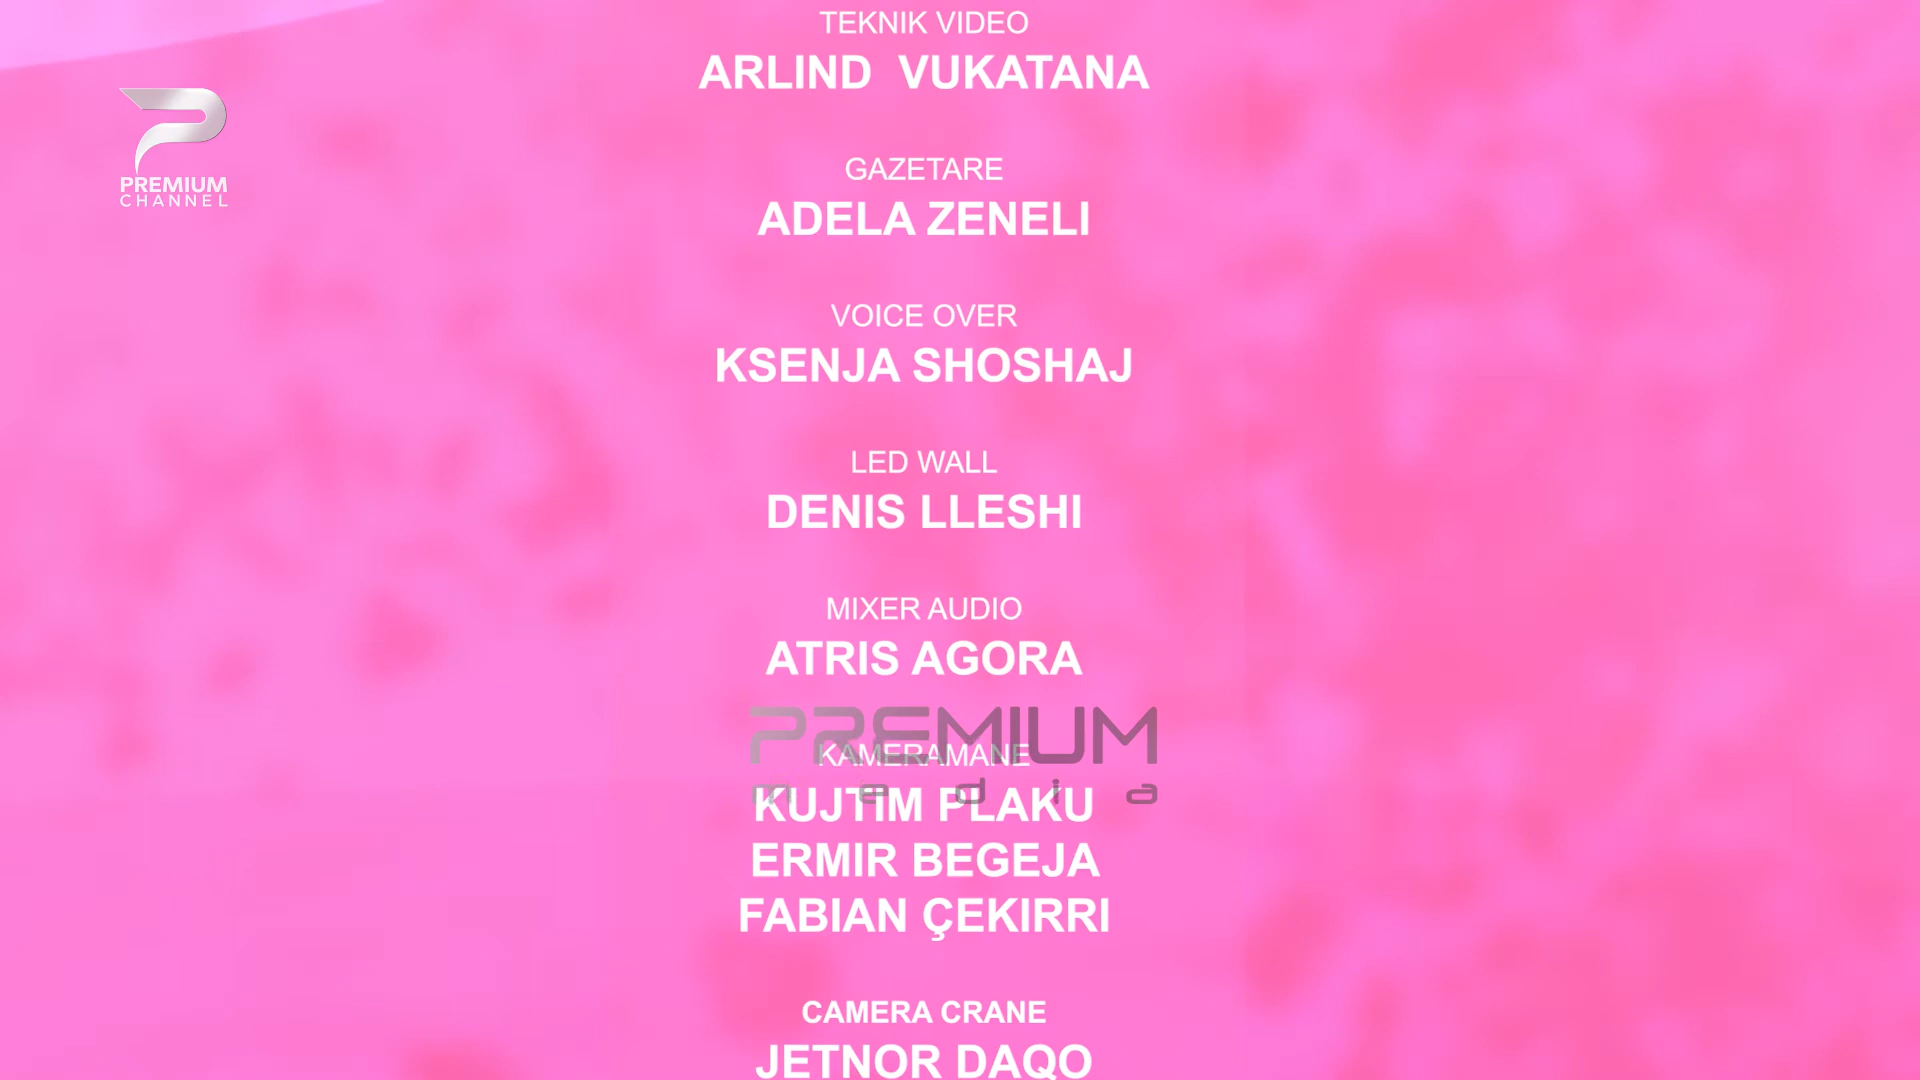 TEKNIK VIDEO
ARLIND VUKATANA
PREMIUM
CHANNEL
GAZETARE
ADELA ZENELI
VOICE OVER
KSENJA SHOSHAJ
LED WALL
DENIS LLESHI
MIXER AUDIO
ATRIS AGORA
PREMIUM
media
KAMERAMANE
KUJTIM PLAKU
ERMIR BEGEJA
FABIAN ÇEKIRRI
CAMERA CRANE
JETNOR DAQO